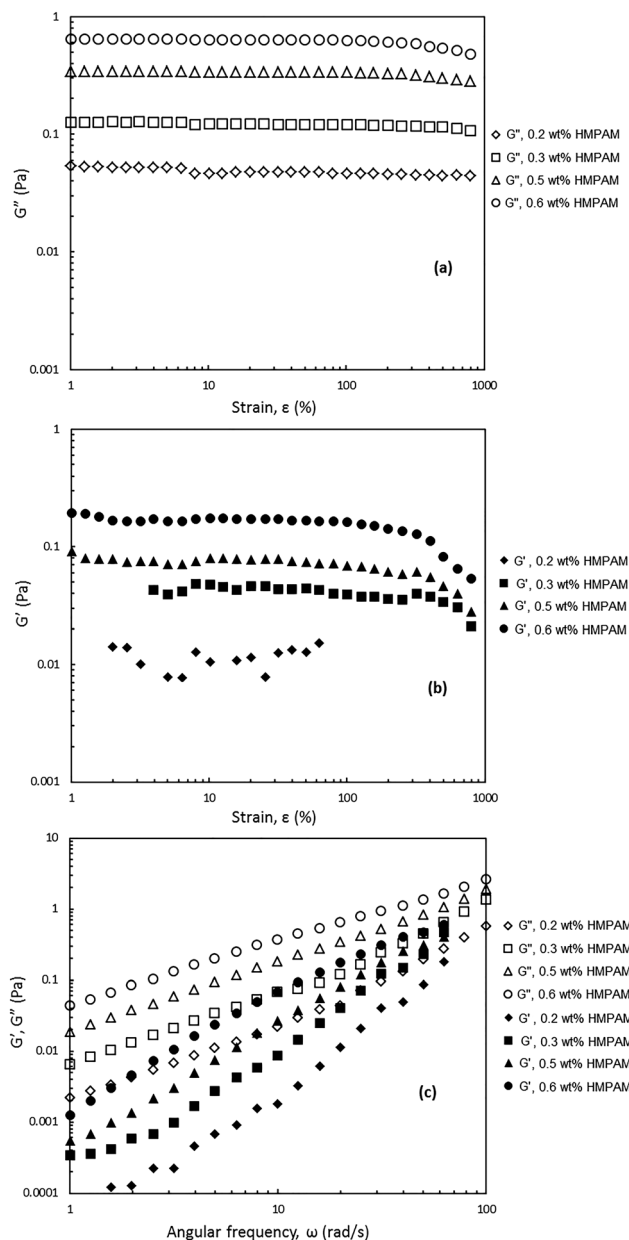 1
0.1
0.01
0.001
G″ (Pa)
1 10 100 1000
Strain, ε (%)
(a)
G", 0.2 wt% HMPAM
G", 0.3 wt% HMPAM
G", 0.5 wt% HMPAM
G", 0.6 wt% HMPAM
1
0.1
0.01
0.001
G′ (Pa)
1 10 100 1000
Strain, ε (%)
(b)
G', 0.2 wt% HMPAM
G', 0.3 wt% HMPAM
G', 0.5 wt% HMPAM
G', 0.6 wt% HMPAM
10
1
0.1
0.01
0.001
0.0001
G′, G″ (Pa)
1 10 100
Angular frequency, ω (rad/s)
(c)
G", 0.2 wt% HMPAM
G", 0.3 wt% HMPAM
G", 0.5 wt% HMPAM
G", 0.6 wt% HMPAM
G', 0.2 wt% HMPAM
G', 0.3 wt% HMPAM
G', 0.5 wt% HMPAM
G', 0.6 wt% HMPAM